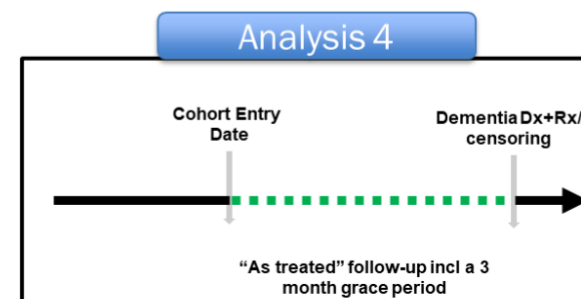 Analysis 4
Cohort Entry
Date
Dementia Dx+Rx/
censoring
“As treated” follow-up incl a 3
month grace period